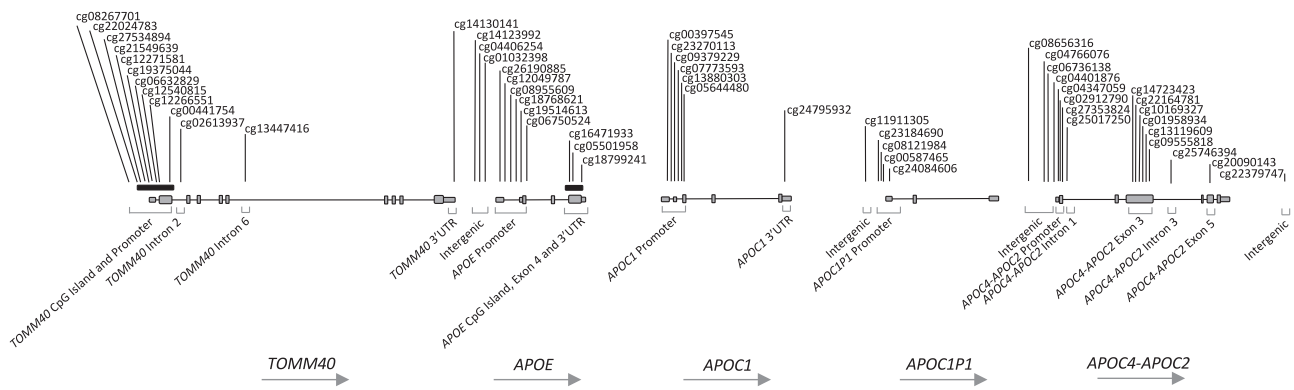 cg08267701
cg22024783
cg27534894
cg21549639
cg12271581
cg19375044
cg06632829
cg12540815
cg12266551
cg00441754
cg02613937
cg13447416
cg14130141
cg14123992
cg04406254
cg01032398
cg26190885
cg12049787
cg08955609
cg18768621
cg19514613
cg06750524
cg16471933
cg05501958
cg18799241
cg00397545
cg23270113
cg09379229
cg07773593
cg13880303
cg05644480
cg24795932
cg11911305
cg23184690
cg08121984
cg00587465
cg24084606
cg08656316
cg04766076
cg06736138
cg04401876
cg04347059
cg02912790
cg27353824
cg25017250
cg14723423
cg22164781
cg10169327
cg01958934
cg13119609
cg09555818
cg25746394
cg20090143
cg22379747
TOMM40 CpG Island and Promoter
TOMM40 Intron 2
TOMM40 Intron 6
TOMM40 3'UTR
Intergenic
APOE Promoter
APOE CpG Island, Exon 4 and 3'UTR
APOC1 Promoter
APOC1 3'UTR
Intergenic
APOC1P1 Promoter
Intergenic
APOC4-APOC2 Promoter
APOC4-APOC2 Intron 1
APOC4-APOC2 Exon 3
APOC4-APOC2 Intron 3
APOC4-APOC2 Exon 5
Intergenic
TOMM40
APOE
APOC1
APOC1P1
APOC4-APOC2